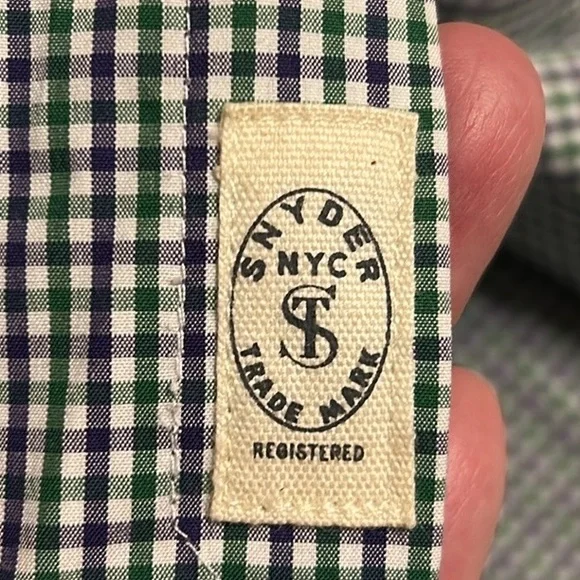 SNYDER
NYC
ST
TRADE MARK
REGISTERED